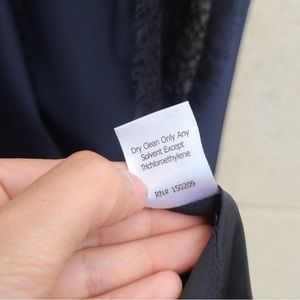 Dry Clean Only Any
Solvent Except
Trichloroethylene
RN# 150209